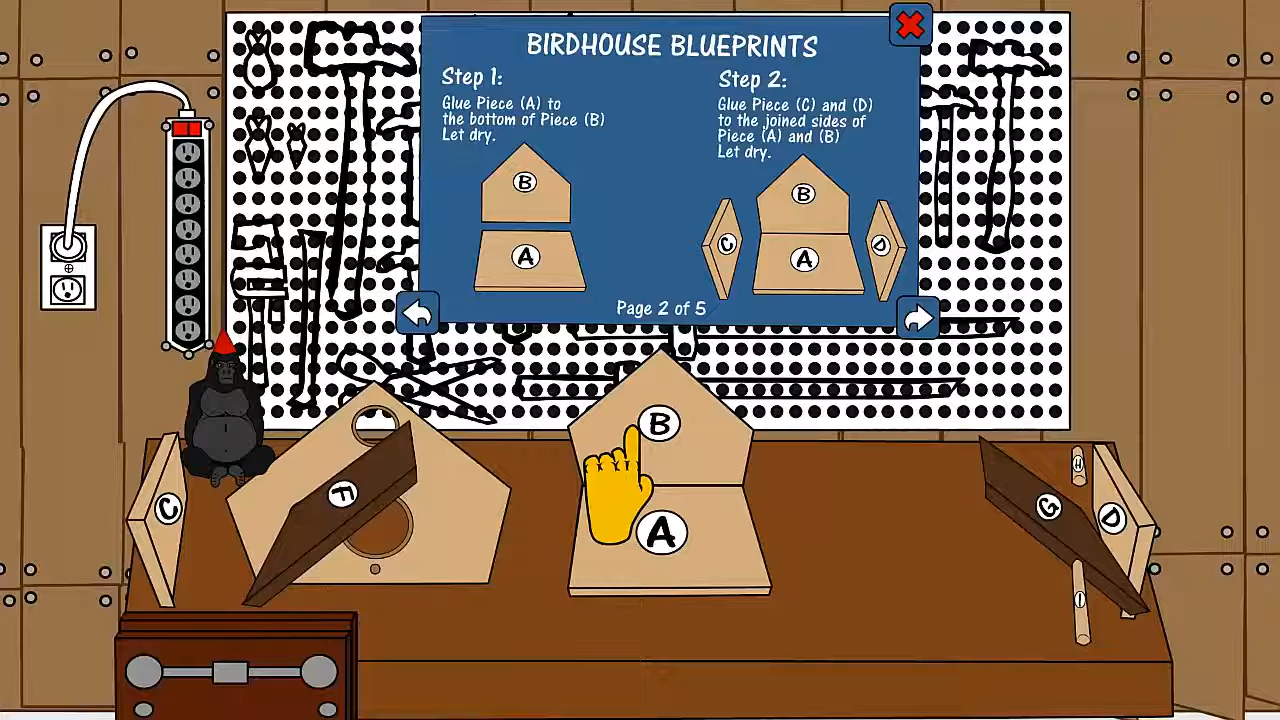 BIRDHOUSE BLUEPRINTS
Step 1:
Glue Piece (A) to
the bottom of Piece (B)
Let dry.
B
A
Step 2:
Glue Piece (C) and (D)
to the joined sides of
Piece (A) and (B)
Let dry.
B
C
D
A
Page 2 of 5
B
A
C
F
G
H
D
I